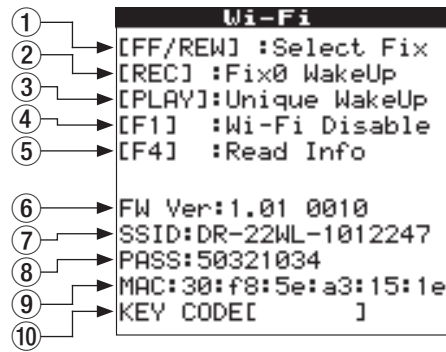 Wi-Fi
① [FF/REW] :Select Fix
② [REC] :Fix0 WakeUp
③ [PLAY]:Unique WakeUp
④ [F1] :Wi-Fi Disable
⑤ [F4] :Read Info
⑥ FW Ver:1.01 0010
⑦ SSID:DR-22WL-1012247
⑧ PASS:50321034
⑨ MAC:30:f8:5e:a3:15:1e
⑩ KEY CODE[ ]